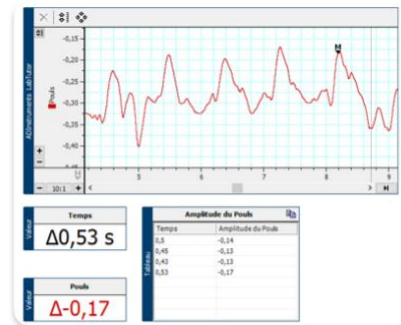 M
-0,15
-0,20
-0,25
-0,30
-0,35
-0,40
-0,45
Pouls
ADInstruments LabTutor
5
6
7
8
9
10:1
Valeur
Temps
Δ0,53 s
Valeur
Pouls
Δ-0,17
Tableau
Amplitude du Pouls
Temps Amplitude du Pouls
0,5 -0,14
0,45 -0,13
0,43 -0,13
0,53 -0,17